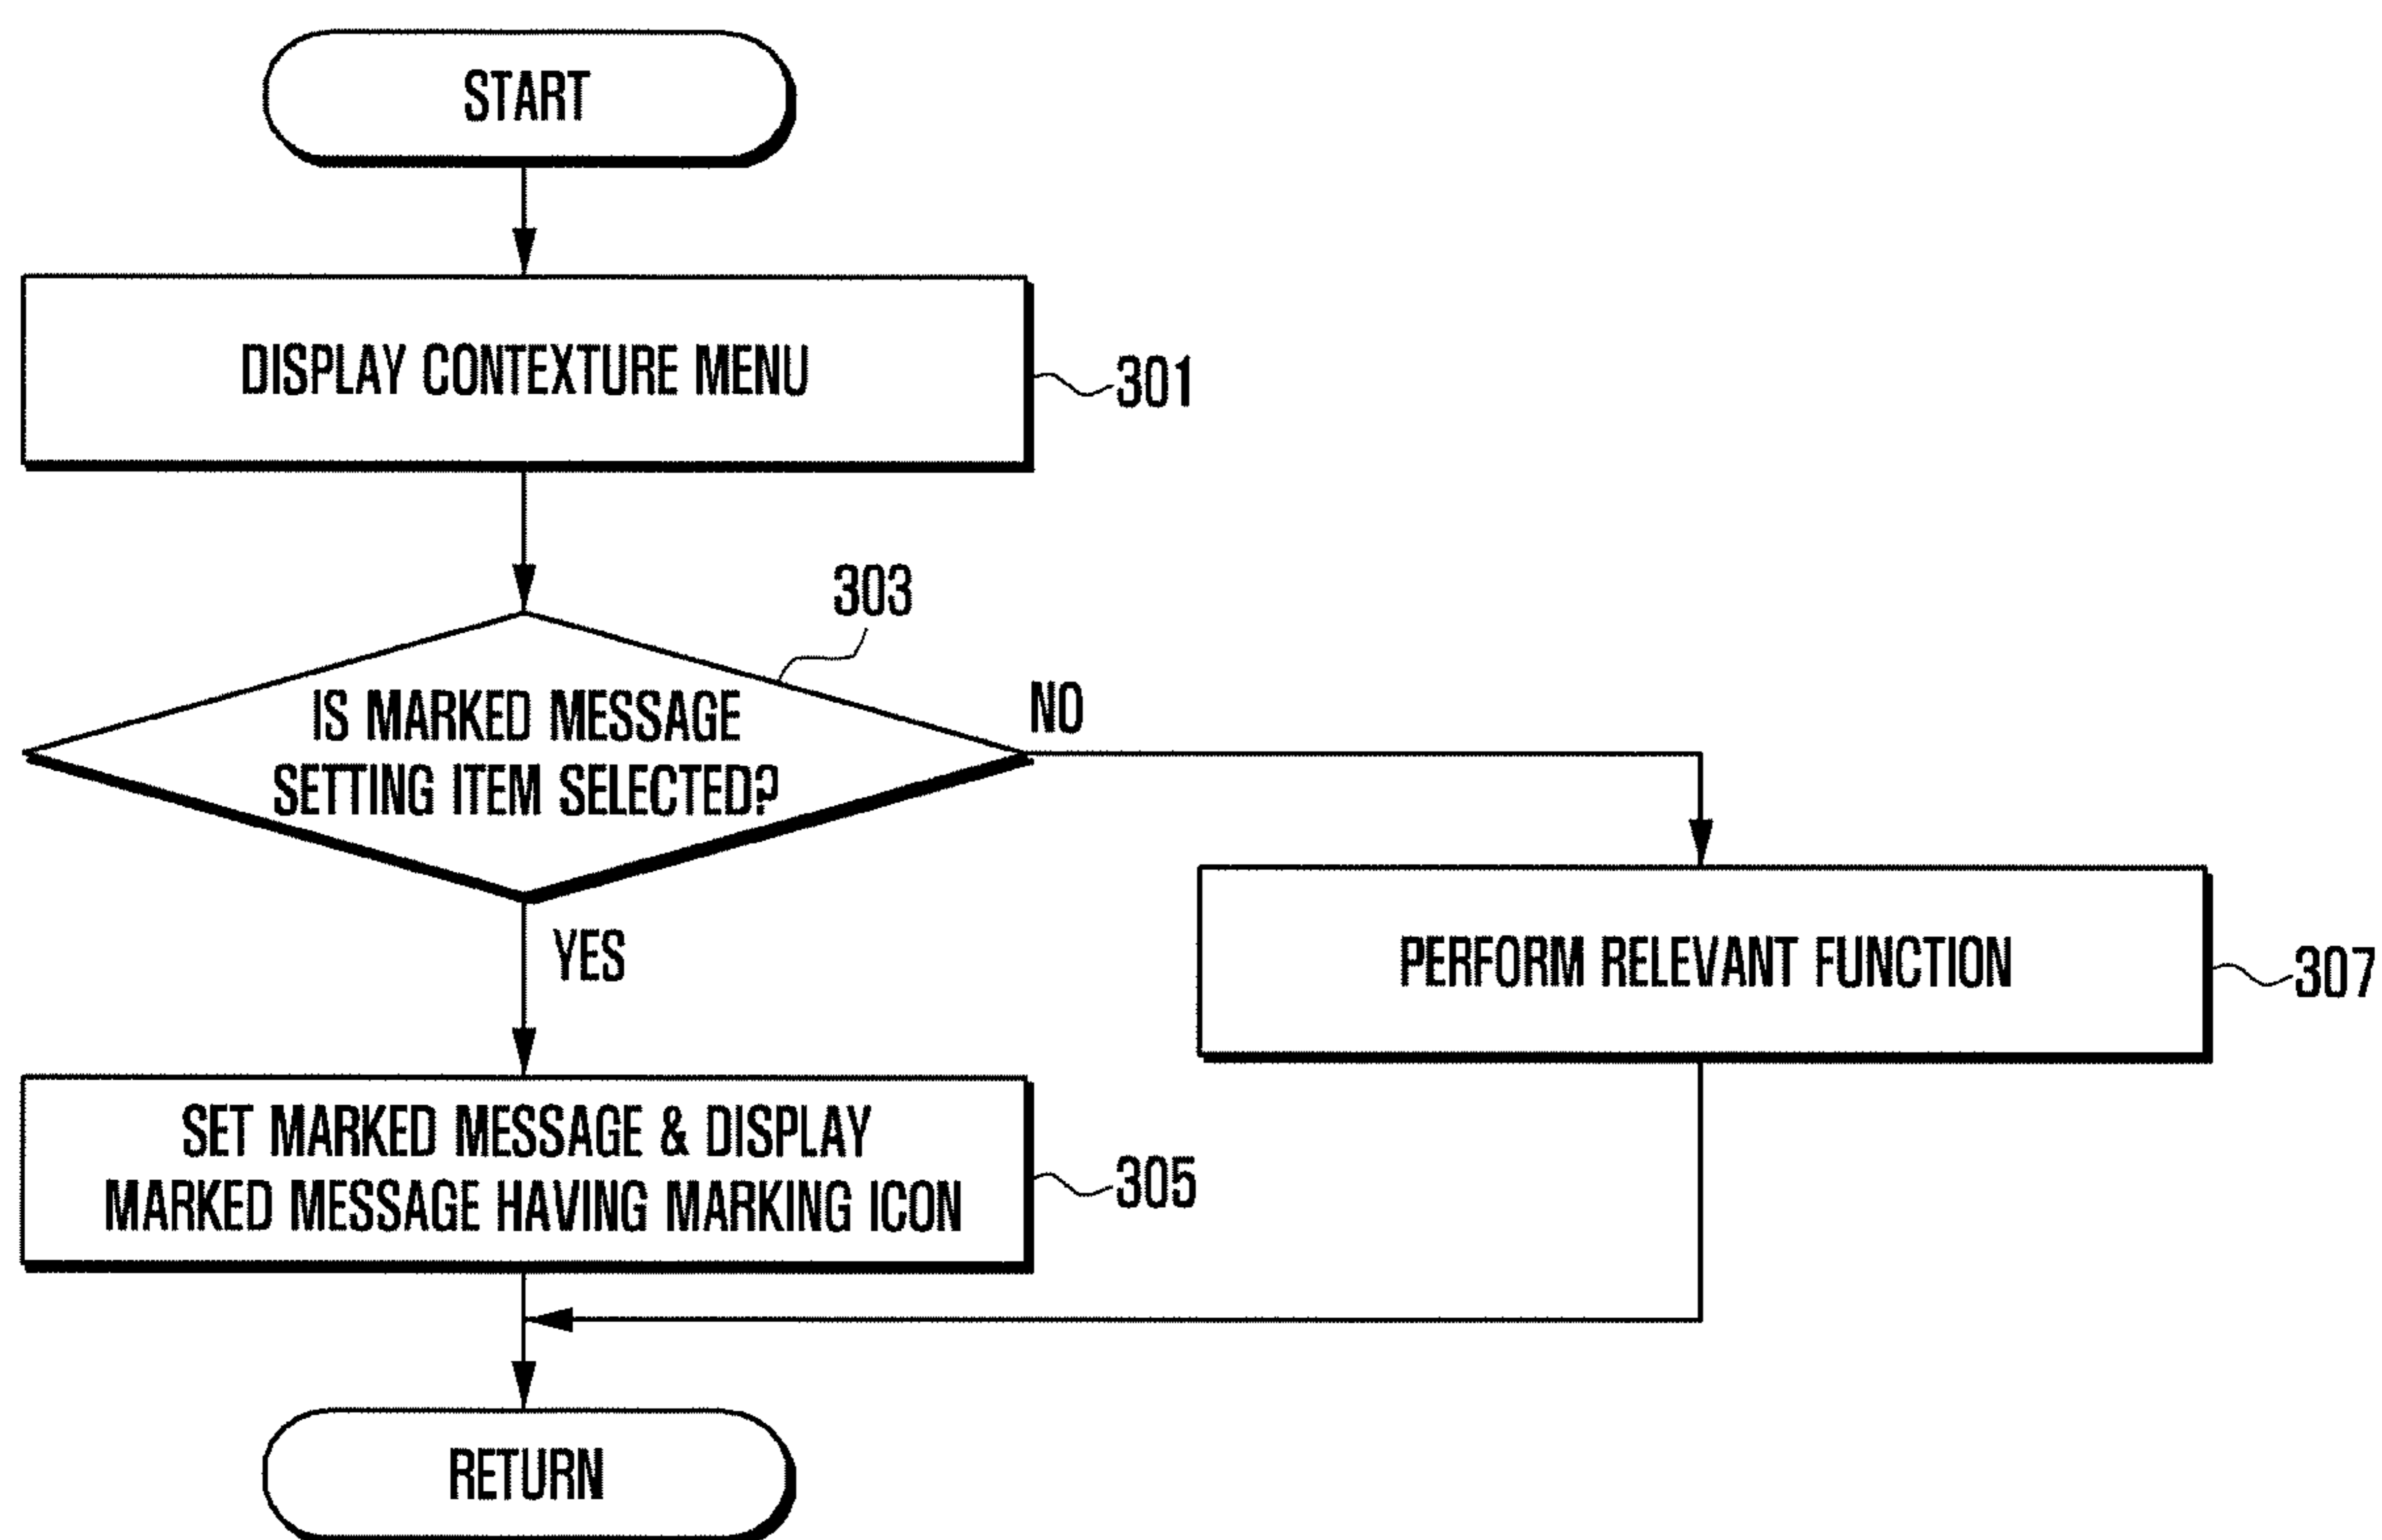 START
DISPLAY CONTEXTURE MENU
301
303
IS MARKED MESSAGE
SETTING ITEM SELECTED?
NO
YES
PERFORM RELEVANT FUNCTION
307
SET MARKED MESSAGE & DISPLAY
MARKED MESSAGE HAVING MARKING ICON
305
RETURN